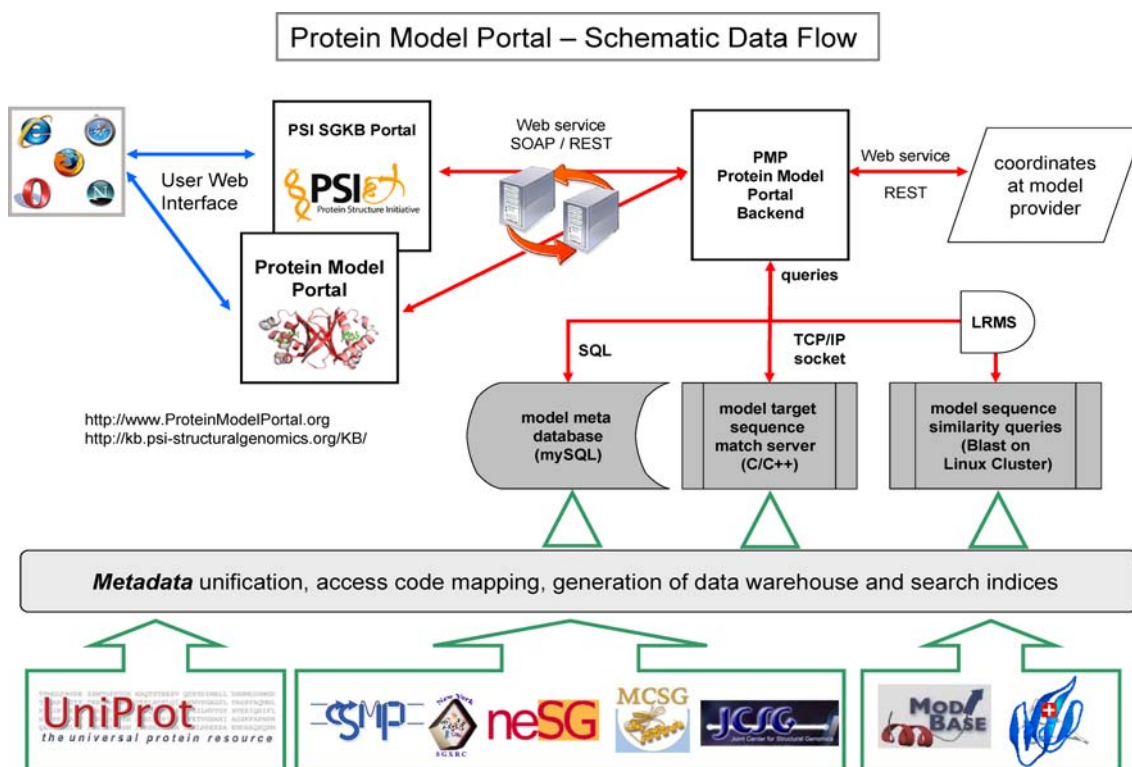 Protein Model Portal – Schematic Data Flow
PSI SGKB Portal
PSI
Protein Structure Initiative
User Web
Interface
Protein Model
Portal
Web service
SOAP / REST
PMP
Protein Model
Portal
Backend
Web service
REST
coordinates
at model
provider
queries
LRMS
SQL
TCP/IP
socket
http://www.ProteinModelPortal.org
http://kb.psi-structuralgenomics.org/KB/
model meta
database
(mySQL)
model target
sequence
match server
(C/C++)
model sequence
similarity queries
(Blast on
Linux Cluster)
Metadata unification, access code mapping, generation of data warehouse and search indices
UniProt
the universal protein resource
CSMP
New York
SGXRC
neSG
MCSG
JCSG
Joint Center for Structural Genomics
MOD
BASE